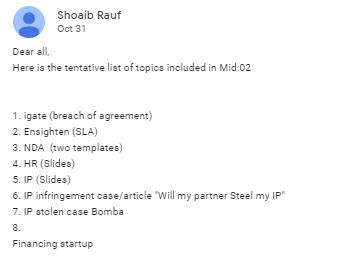 Shoaib Rauf
Oct 31
Dear all,
Here is the tentative list of topics included in Mid:02
1. igate (breach of agreement)
2. Ensighten (SLA)
3. NDA (two templates)
4. HR (Slides)
5. IP (Slides)
6. IP infringement case/article "Will my partner Steel my IP"
7. IP stolen case Bomba
8.
Financing startup